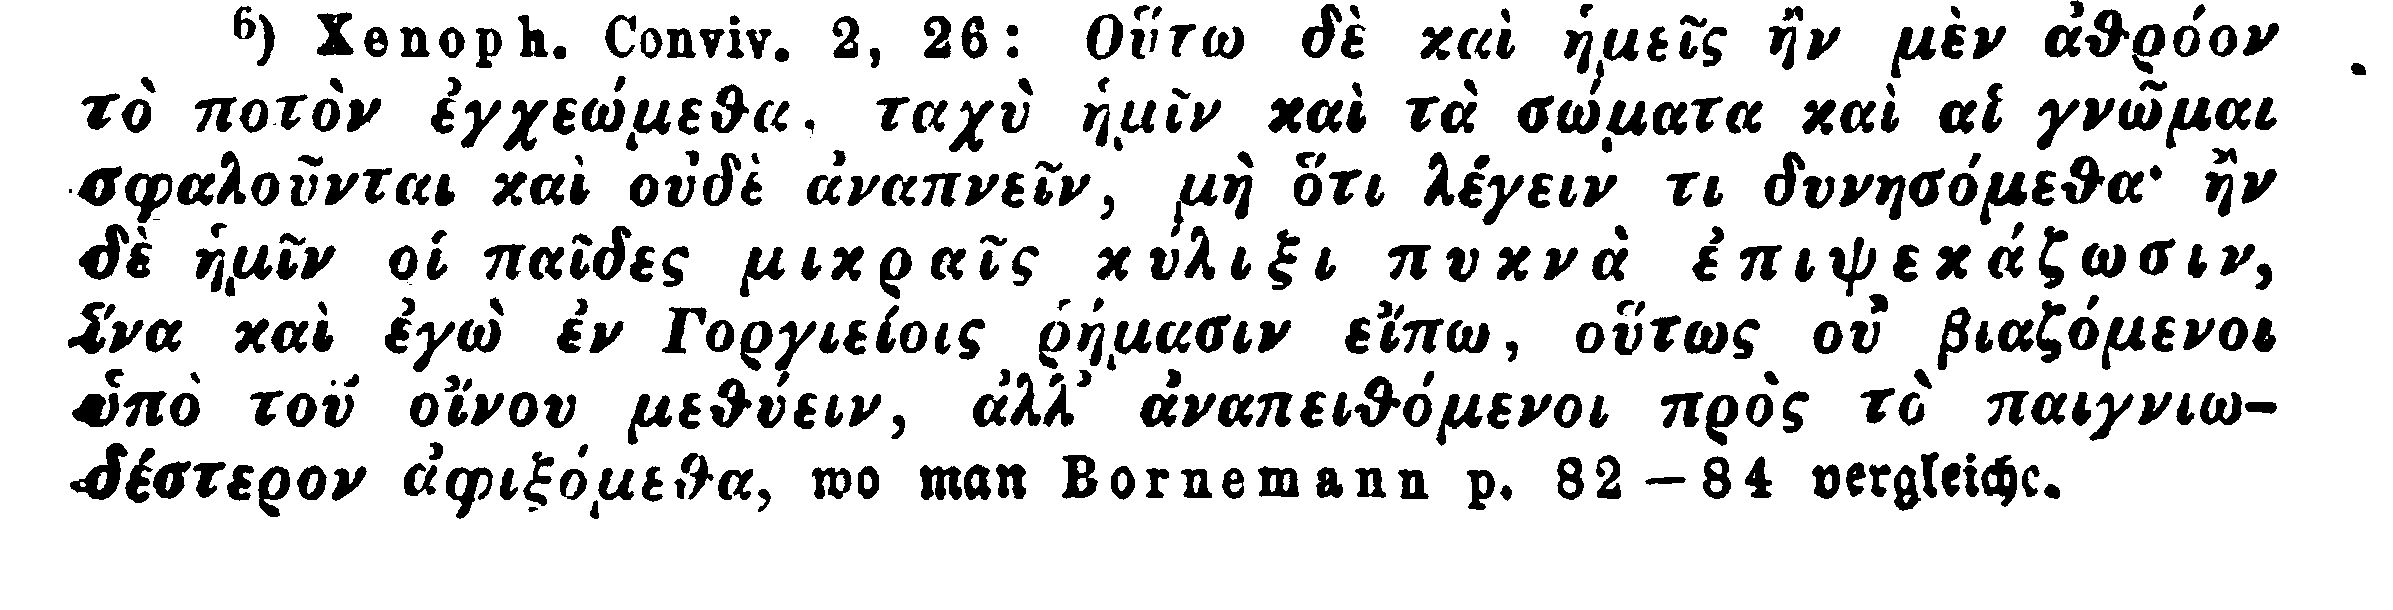 ⁶) Xenoph. Conviv. 2, 26: Οὕτω δὲ καὶ ἡμεῖς ἢν μὲν ἀθρόον
τὸ ποτὸν ἐγχεώμεθα, ταχὺ ἡμῖν καὶ τὰ σώματα καὶ αἱ γνῶμαι
σφαλοῦνται καὶ οὐδὲ ἀναπνεῖν, μὴ ὅτι λέγειν τι δυνησόμεθα· ἢν
δὲ ἡμῖν οἱ παῖδες μικραῖς κύλιξι πυκνὰ ἐπιψεκάζωσιν,
ἵνα καὶ ἐγὼ ἐν Γοργιείοις ῥήμασιν εἴπω, οὕτως οὐ βιαζόμενοι
ὑπὸ τοῦ οἴνου μεθύειν, ἀλλ' ἀναπειθόμενοι πρὸς τὸ παιγνιω-
δέστερον ἀφιξόμεθα, wo man Bornemann p. 82 — 84 vergleiche.